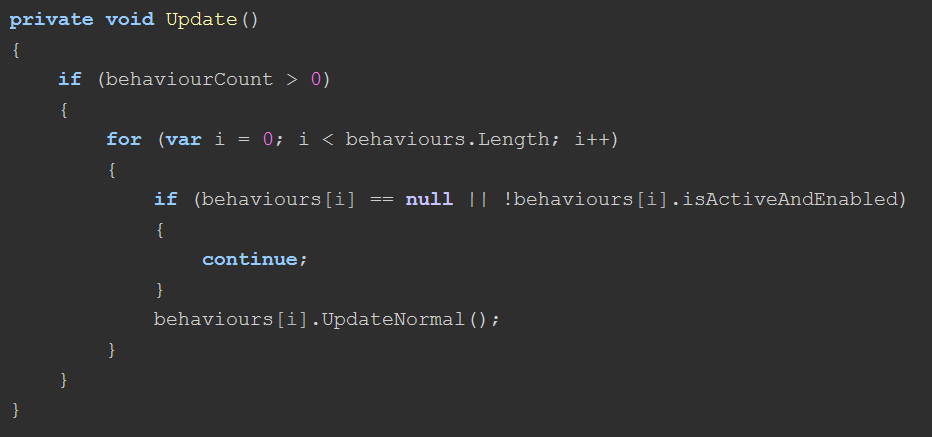 private void Update()
{
    if (behaviourCount > 0)
    {
        for (var i = 0; i < behaviours.Length; i++)
        {
            if (behaviours[i] == null || !behaviours[i].isActiveAndEnabled)
            {
                continue;
            }
            behaviours[i].UpdateNormal();
        }
    }
}